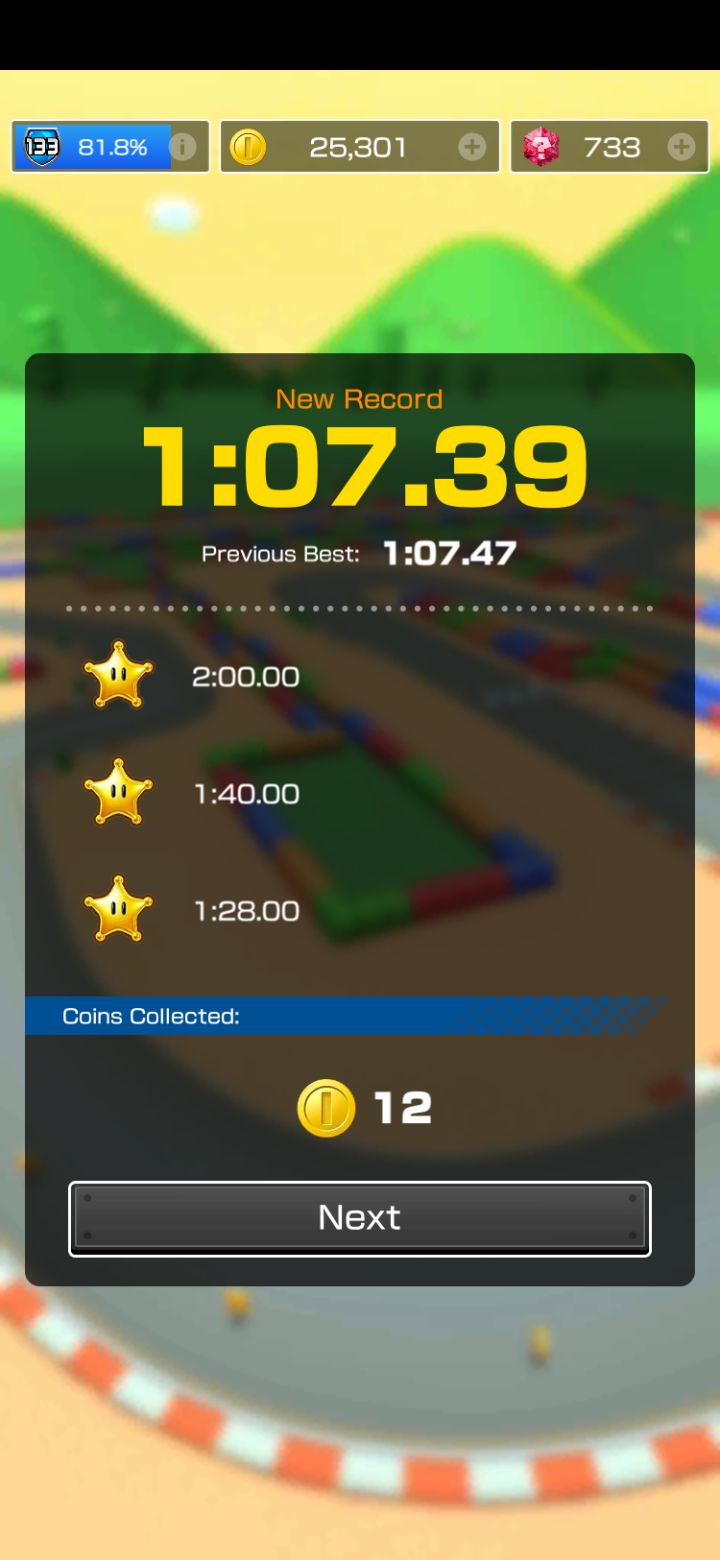 133 81.8% i 25,301 + ? 733 +
New Record
1:07.39
Previous Best: 1:07.47
2:00.00
1:40.00
1:28.00
Coins Collected:
12
Next